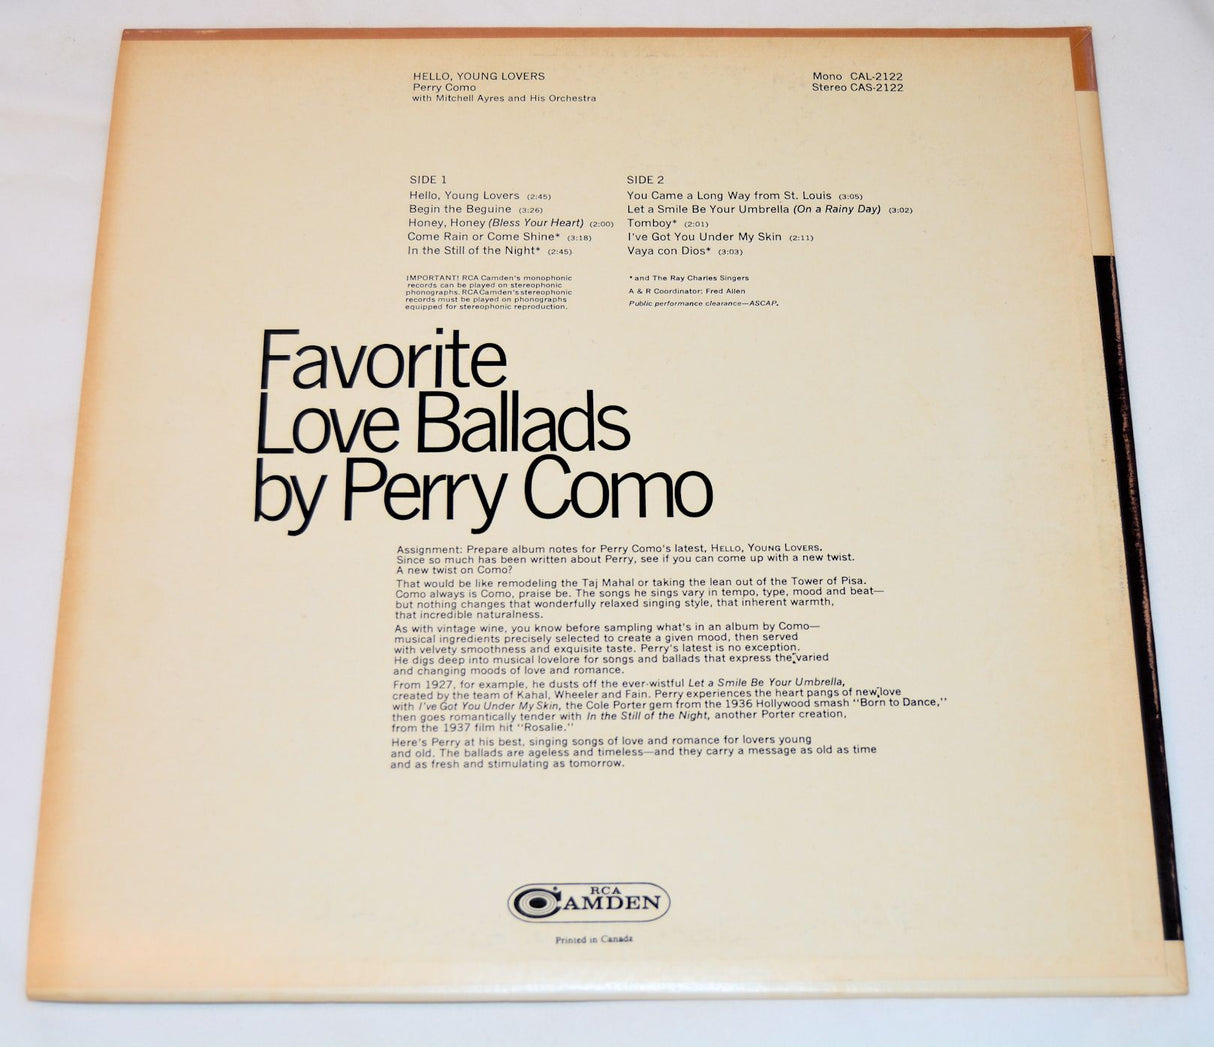 HELLO, YOUNG LOVERS
Perry Como
with Mitchell Ayres and His Orchestra
Mono CAL-2122
Stereo CAS-2122
SIDE 1
Hello, Young Lovers (2:45)
Begin the Beguine (3:26)
Honey, Honey (Bless Your Heart) (2:00)
Come Rain or Come Shine* (3:18)
In the Still of the Night* (2:45)
IMPORTANT! RCA Camden's monophonic
records can be played on stereophonic
phonographs. RCA Camden's stereophonic
records must be played on phonographs
equipped for stereophonic reproduction.
SIDE 2
You Came a Long Way from St. Louis (3:05)
Let a Smile Be Your Umbrella (On a Rainy Day) (3:02)
Tomboy* (2:01)
I've Got You Under My Skin (2:11)
Vaya con Dios* (3:03)
* and The Ray Charles Singers
A & R Coordinator: Fred Allen
Public performance clearance—ASCAP.
Favorite
Love Ballads
by Perry Como
Assignment: Prepare album notes for Perry Como's latest, HELLO, YOUNG LOVERS.
Since so much has been written about Perry, see if you can come up with a new twist.
A new twist on Como?
That would be like remodeling the Taj Mahal or taking the lean out of the Tower of Pisa.
Como always is Como, praise be. The songs he sings vary in tempo, type, mood and beat—
but nothing changes that wonderfully relaxed singing style, that inherent warmth,
that incredible naturalness.
As with vintage wine, you know before sampling what's in an album by Como—
musical ingredients precisely selected to create a given mood, then served
with velvety smoothness and exquisite taste. Perry's latest is no exception.
He digs deep into musical lovelore for songs and ballads that express the varied
and changing moods of love and romance.
From 1927, for example, he dusts off the ever-wistful Let a Smile Be Your Umbrella,
created by the team of Kahal, Wheeler and Fain. Perry experiences the heart pangs of new love
with I've Got You Under My Skin, the Cole Porter gem from the 1936 Hollywood smash "Born to Dance,"
then goes romantically tender with In the Still of the Night, another Porter creation,
from the 1937 film hit "Rosalie."
Here's Perry at his best, singing songs of love and romance for lovers young
and old. The ballads are ageless and timeless—and they carry a message as old as time
and as fresh and stimulating as tomorrow.
RCA
CAMDEN
Printed in Canada